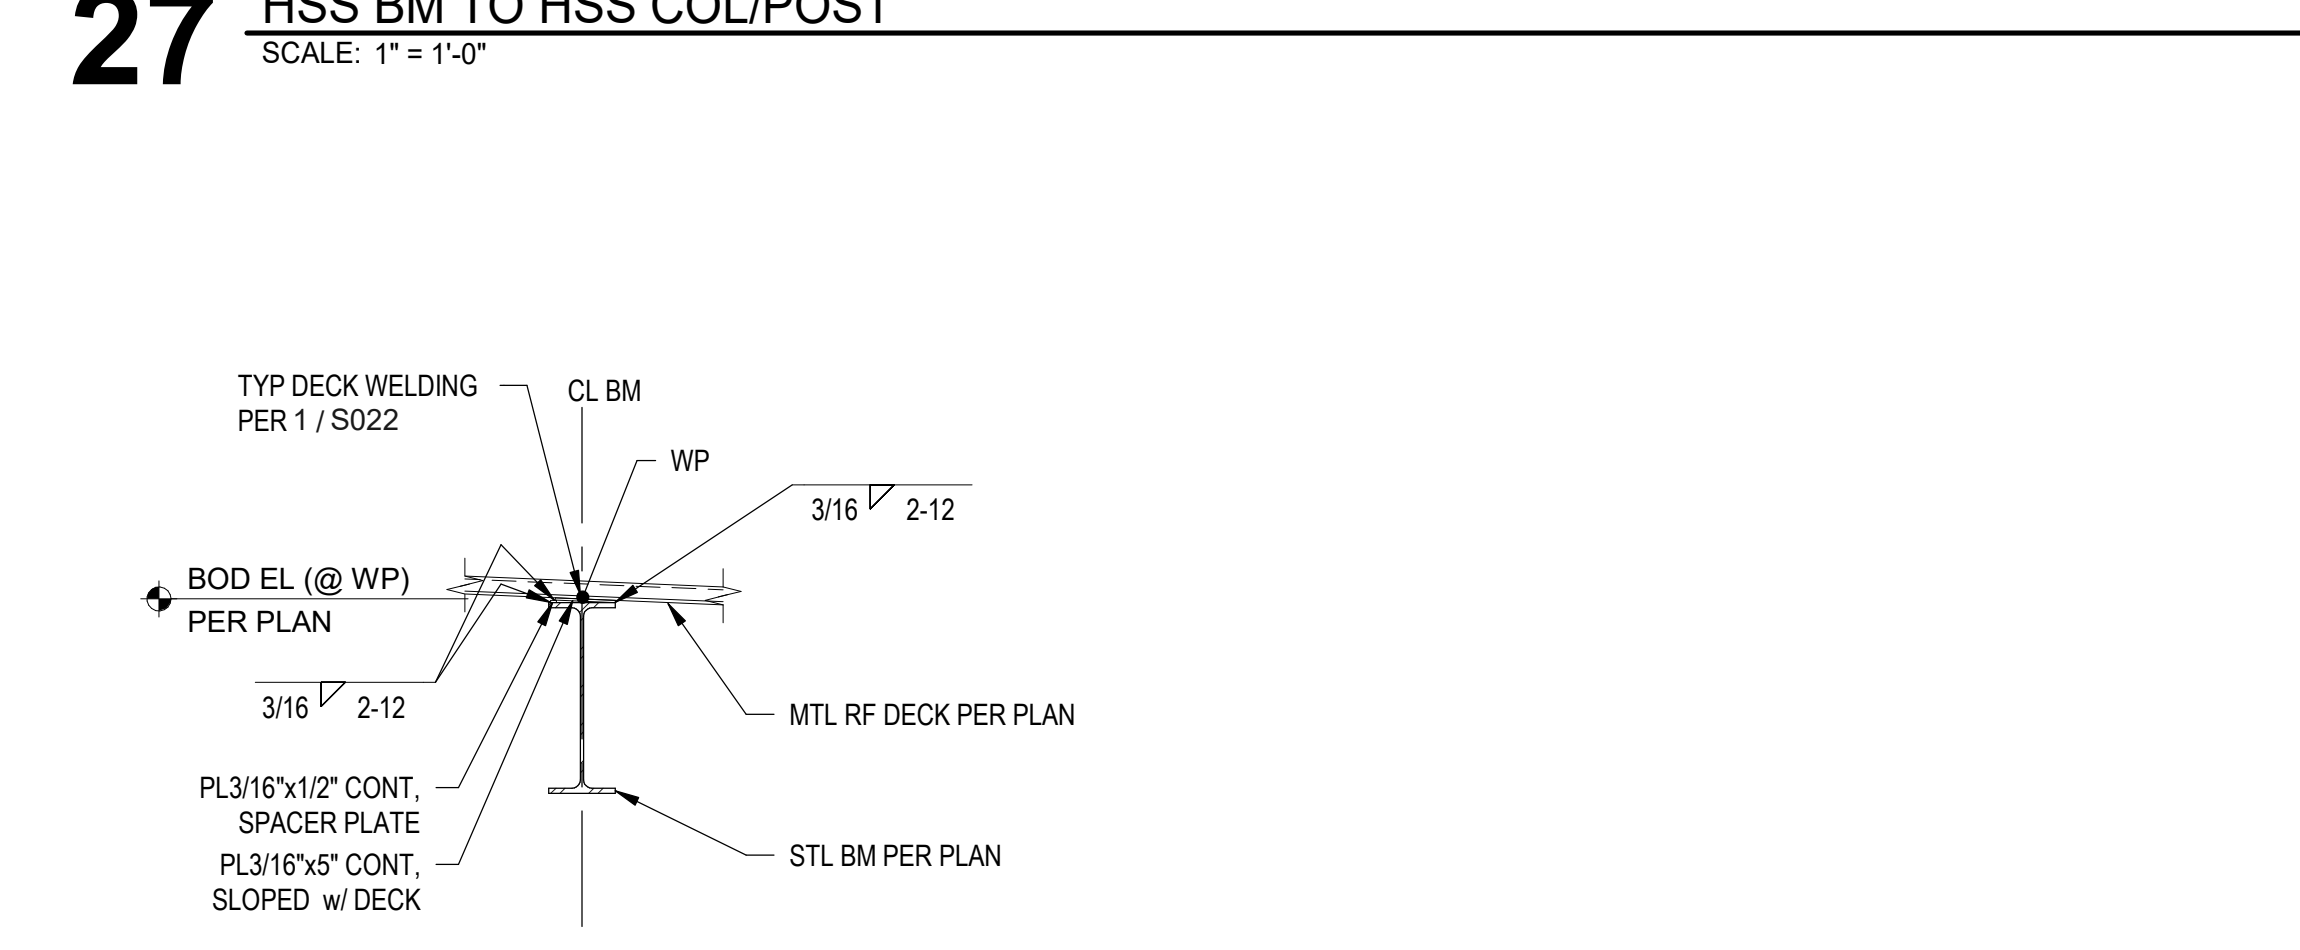 27
HSS BM TO HSS COL/POST
SCALE: 1" = 1'-0"
TYP DECK WELDING
PER 1 / S022
CL BM
WP
3/16 2-12
BOD EL (@ WP)
PER PLAN
3/16 2-12
MTL RF DECK PER PLAN
PL3/16"x1/2" CONT,
SPACER PLATE
PL3/16"x5" CONT,
SLOPED w/ DECK
STL BM PER PLAN